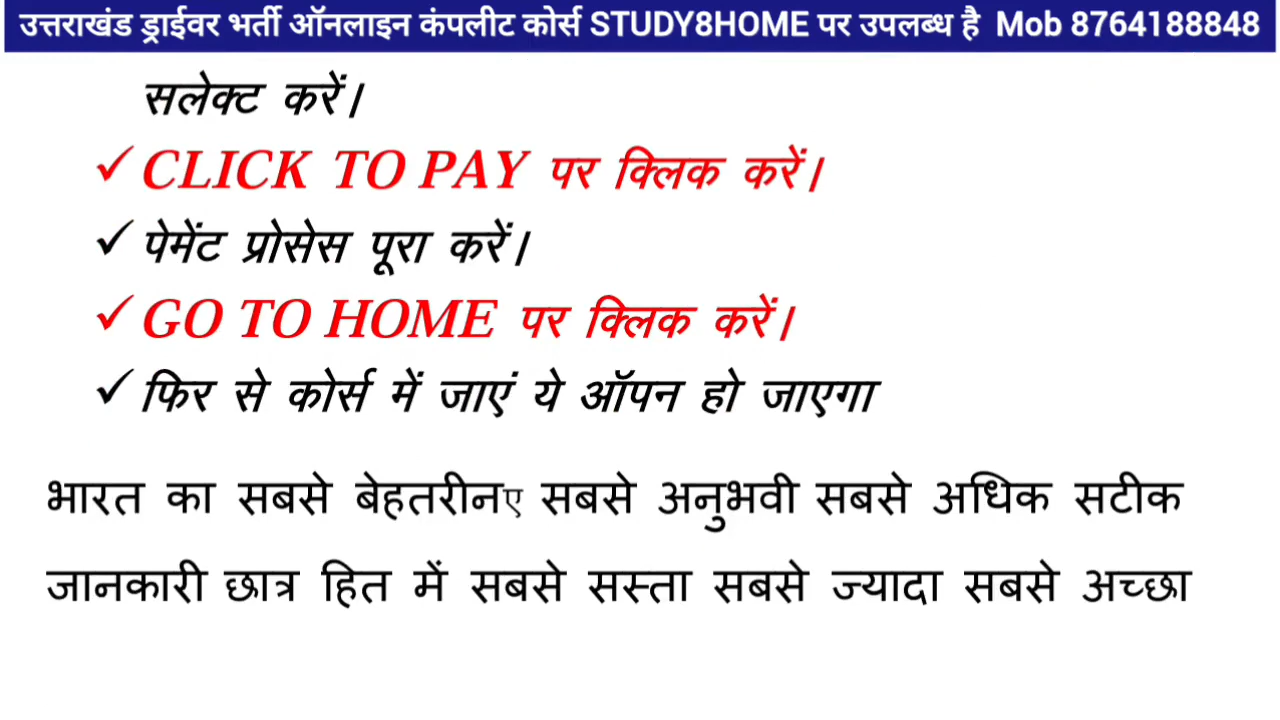 उत्तराखंड ड्राईवर भर्ती ऑनलाइन कंपलीट कोर्स STUDY8HOME पर उपलब्ध है Mob 8764188848
सलेक्ट करें।
✓ CLICK TO PAY पर क्लिक करें।
✓ पेमेंट प्रोसेस पूरा करें।
✓ GO TO HOME पर क्लिक करें।
✓ फिर से कोर्स में जाएं ये ऑपन हो जाएगा
भारत का सबसे बेहतरीनए सबसे अनुभवी सबसे अधिक सटीक
जानकारी छात्र हित में सबसे सस्ता सबसे ज्यादा सबसे अच्छा